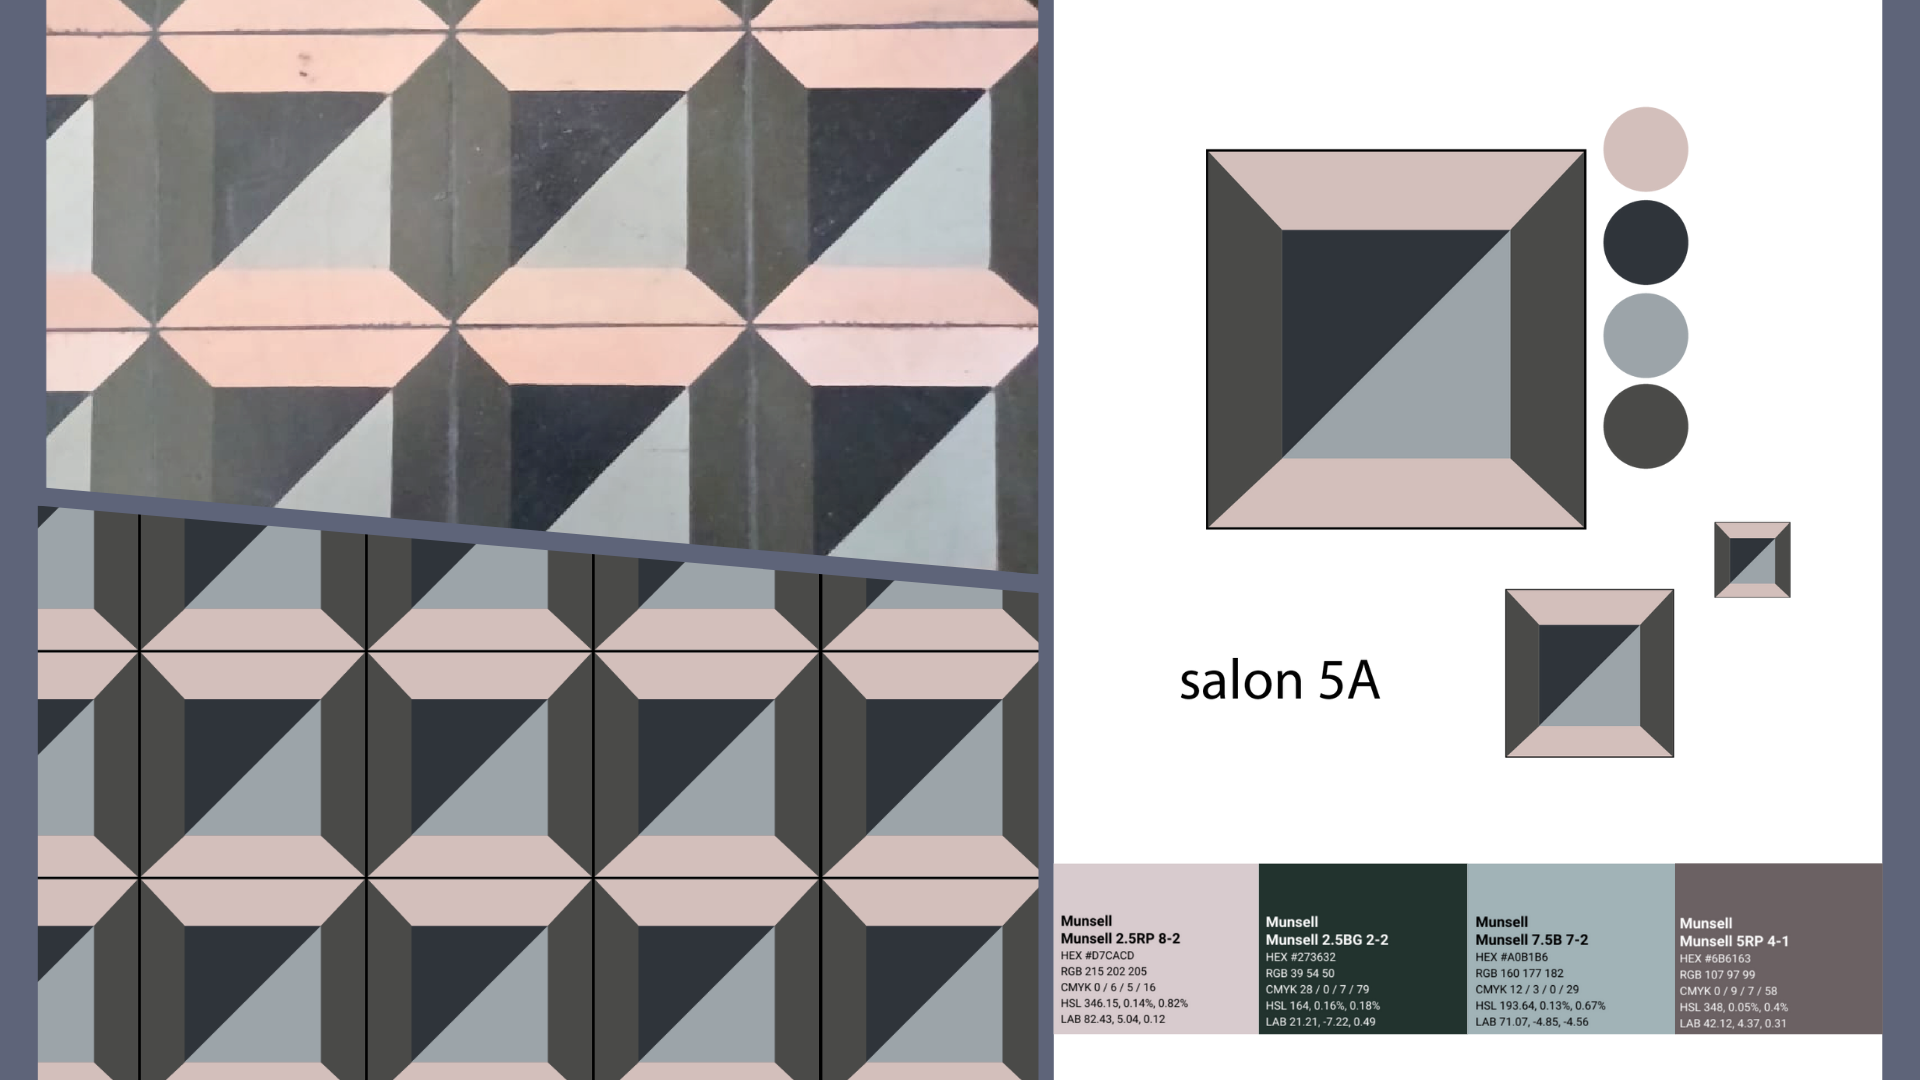 salon 5A
Munsell
Munsell 2.5RP 8-2
HEX #D7CACD
RGB 215 202 205
CMYK 0 / 6 / 5 / 16
HSL 346.15, 0.14%, 0.82%
LAB 82.43, 5.04, 0.12
Munsell
Munsell 2.5BG 2-2
HEX #273632
RGB 39 54 50
CMYK 28 / 0 / 7 / 79
HSL 164, 0.16%, 0.18%
LAB 21.21, -7.22, 0.49
Munsell
Munsell 7.5B 7-2
HEX #A0B1B6
RGB 160 177 182
CMYK 12 / 3 / 0 / 29
HSL 193.64, 0.13%, 0.67%
LAB 71.07, -4.85, -4.56
Munsell
Munsell 5RP 4-1
HEX #6B6163
RGB 107 97 99
CMYK 0 / 9 / 7 / 58
HSL 348, 0.05%, 0.4%
LAB 42.12, 4.37, 0.31